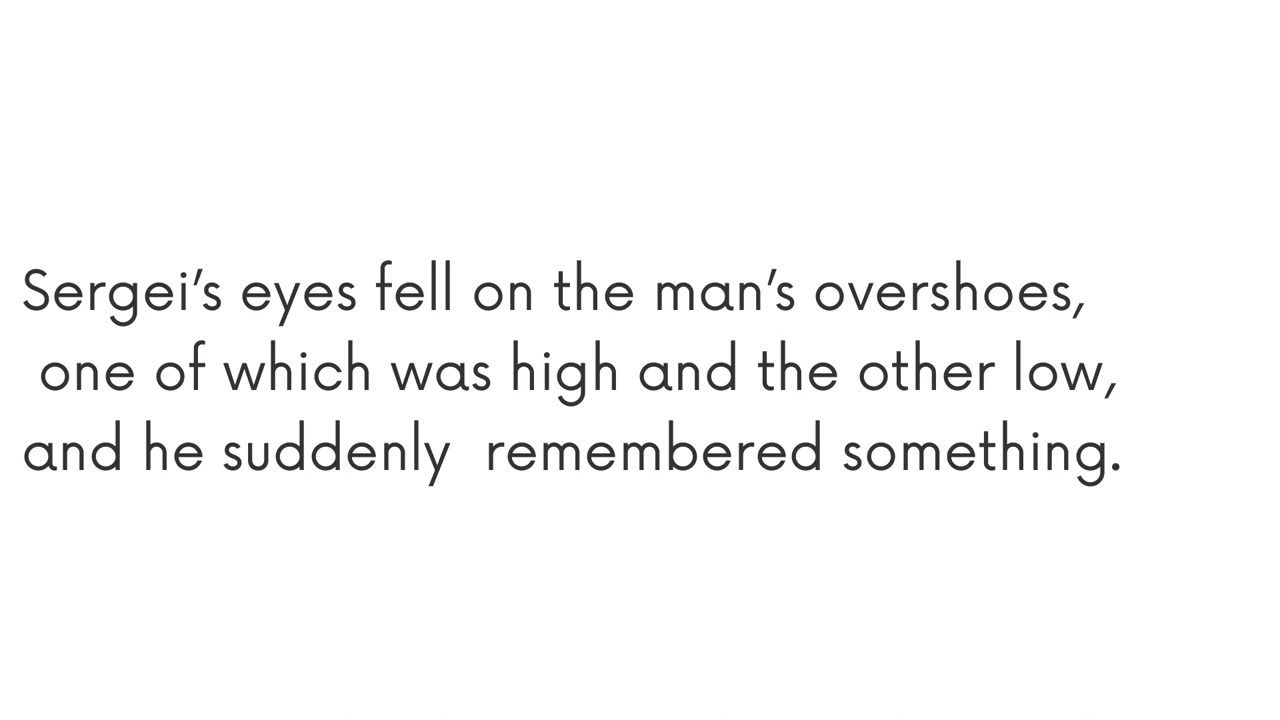 Sergei’s eyes fell on the man’s overshoes,
one of which was high and the other low,
and he suddenly  remembered something.